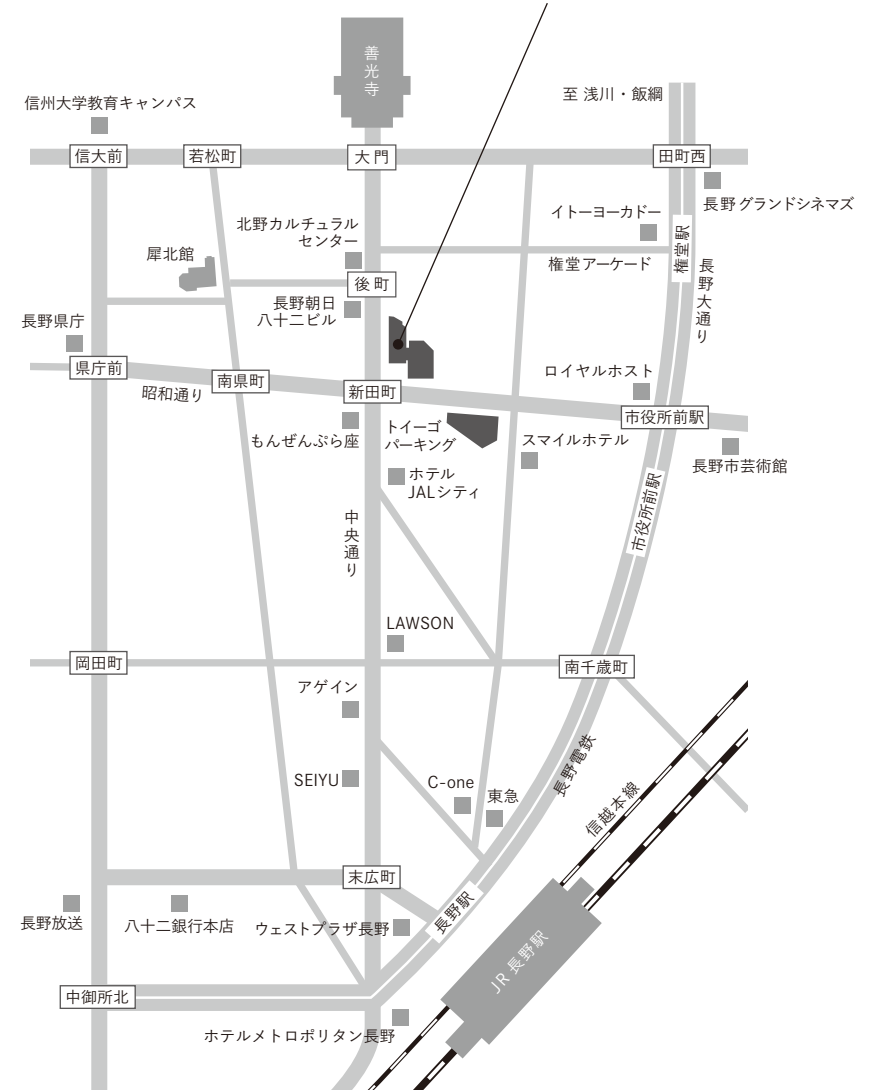 善光寺
至 浅川・飯綱
信州大学教育キャンパス
信大前
若松町
大門
田町西
長野グランドシネマズ
イトーヨーカドー
北野カルチュラル
センター
権堂駅
犀北館
権堂アーケード
長野大通り
後町
長野朝日
八十二ビル
長野県庁
県庁前
南県町
昭和通り
新田町
ロイヤルホスト
市役所前駅
もんぜんぷら座
トイーゴ
パーキング
スマイルホテル
長野市芸術館
ホテル
JALシティ
市役所前駅
中央通り
LAWSON
岡田町
南千歳町
アゲイン
長野電鉄
SEIYU
C-one
東急
信越本線
末広町
長野駅
長野放送
八十二銀行本店
ウェストプラザ長野
JR 長野駅
中御所北
ホテルメトロポリタン長野